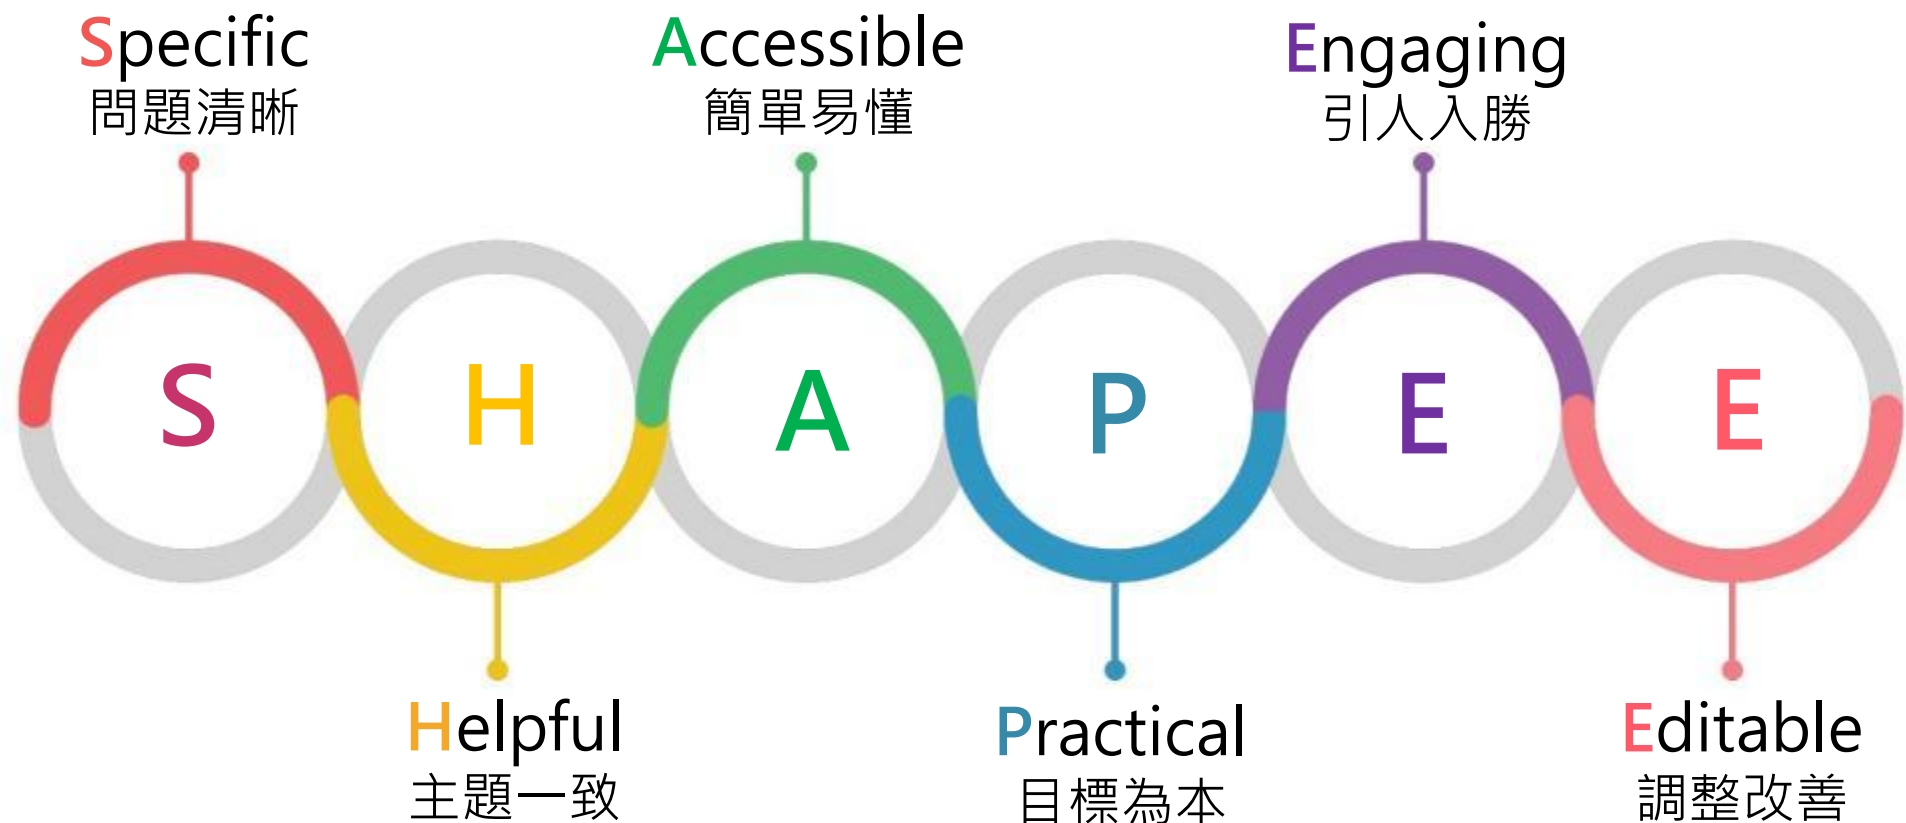 Specific
問題清晰
Accessible
簡單易懂
Engaging
引人入勝
S
H
A
P
E
E
Helpful
主題一致
Practical
目標為本
Editable
調整改善